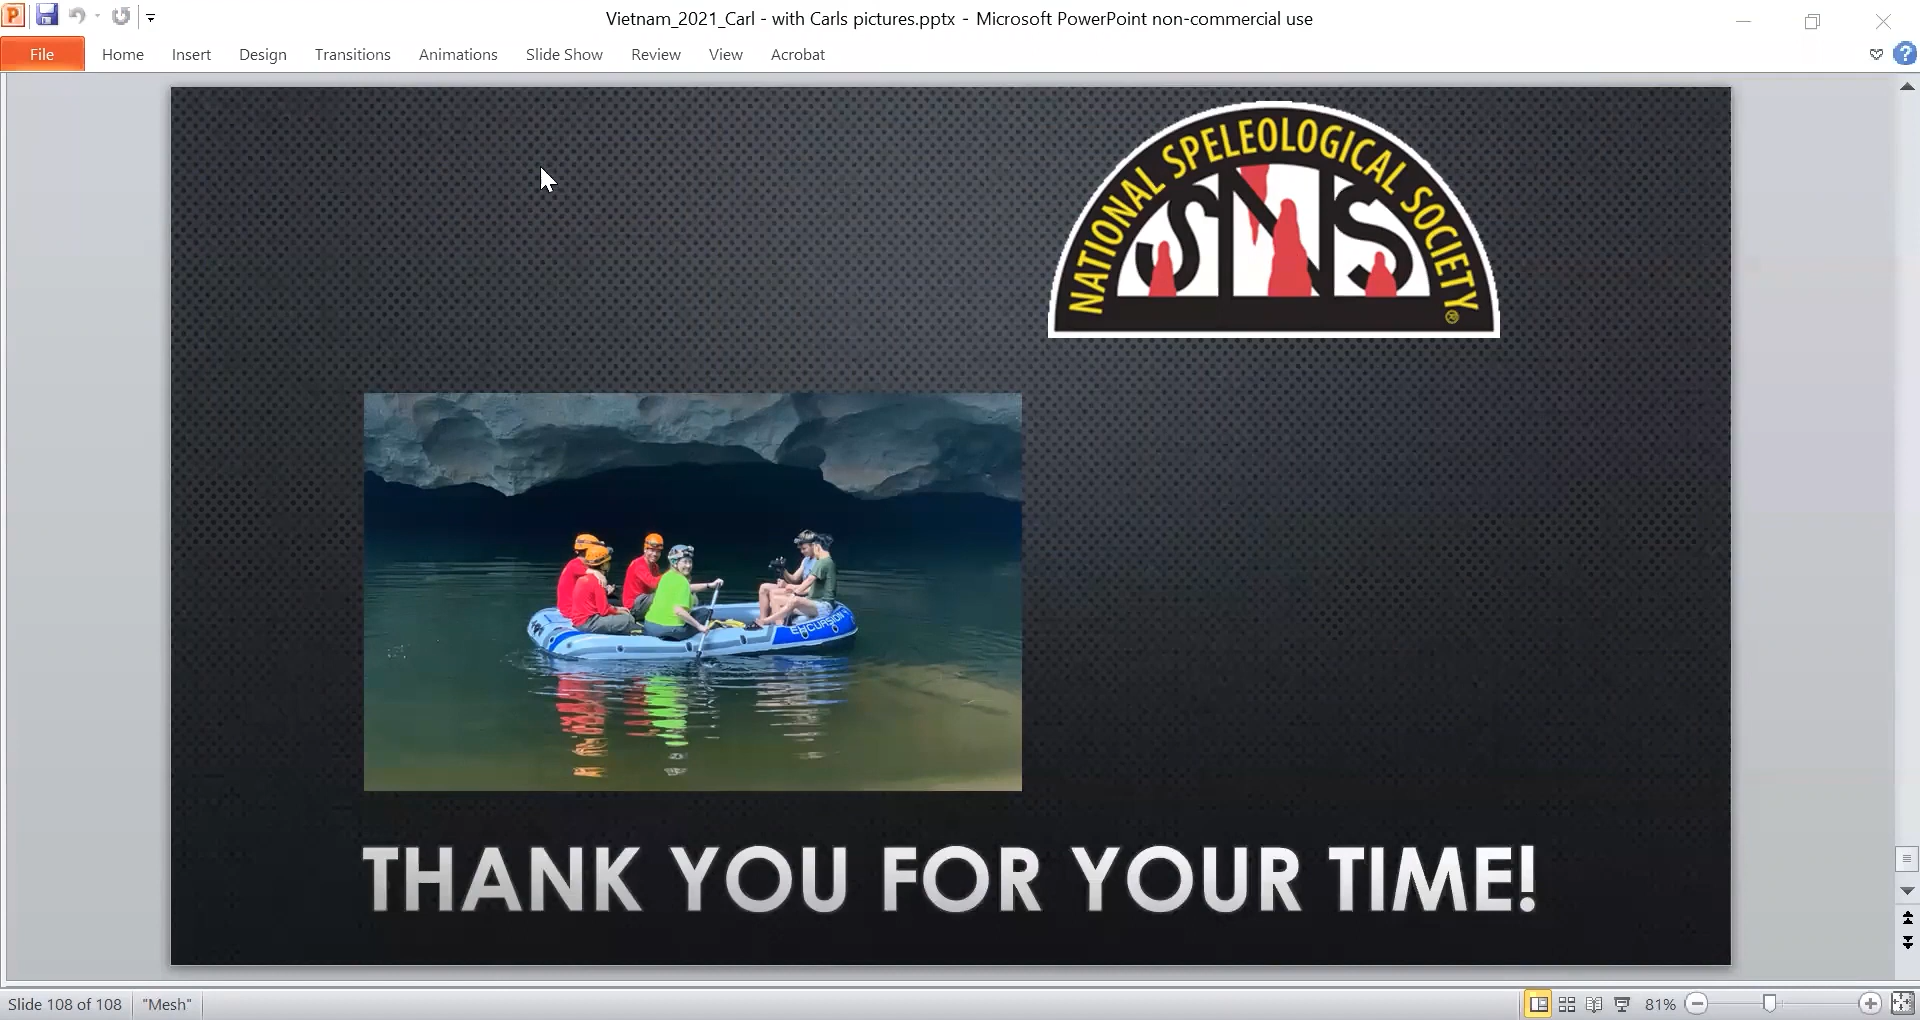 Vietnam_2021_Carl - with Carls pictures.pptx - Microsoft PowerPoint non-commercial use
File Home Insert Design Transitions Animations Slide Show Review View Acrobat
NATIONAL SPELEOLOGICAL SOCIETY
NSS
EXCURSION
THANK YOU FOR YOUR TIME!
Slide 108 of 108 "Mesh" 81%